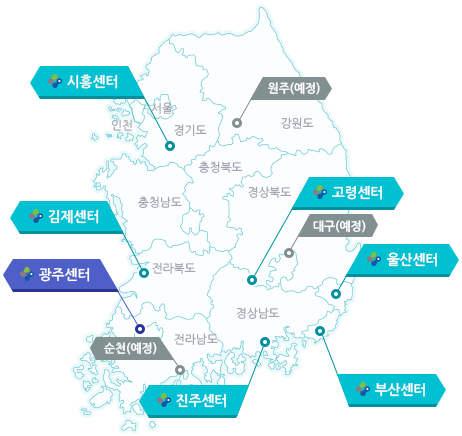 시흥센터
원주(예정)
서울
인천
경기도
강원도
충청북도
충청남도
경상북도
고령센터
김제센터
대구(예정)
울산센터
광주센터
전라북도
경상남도
순천(예정)
전라남도
진주센터
부산센터